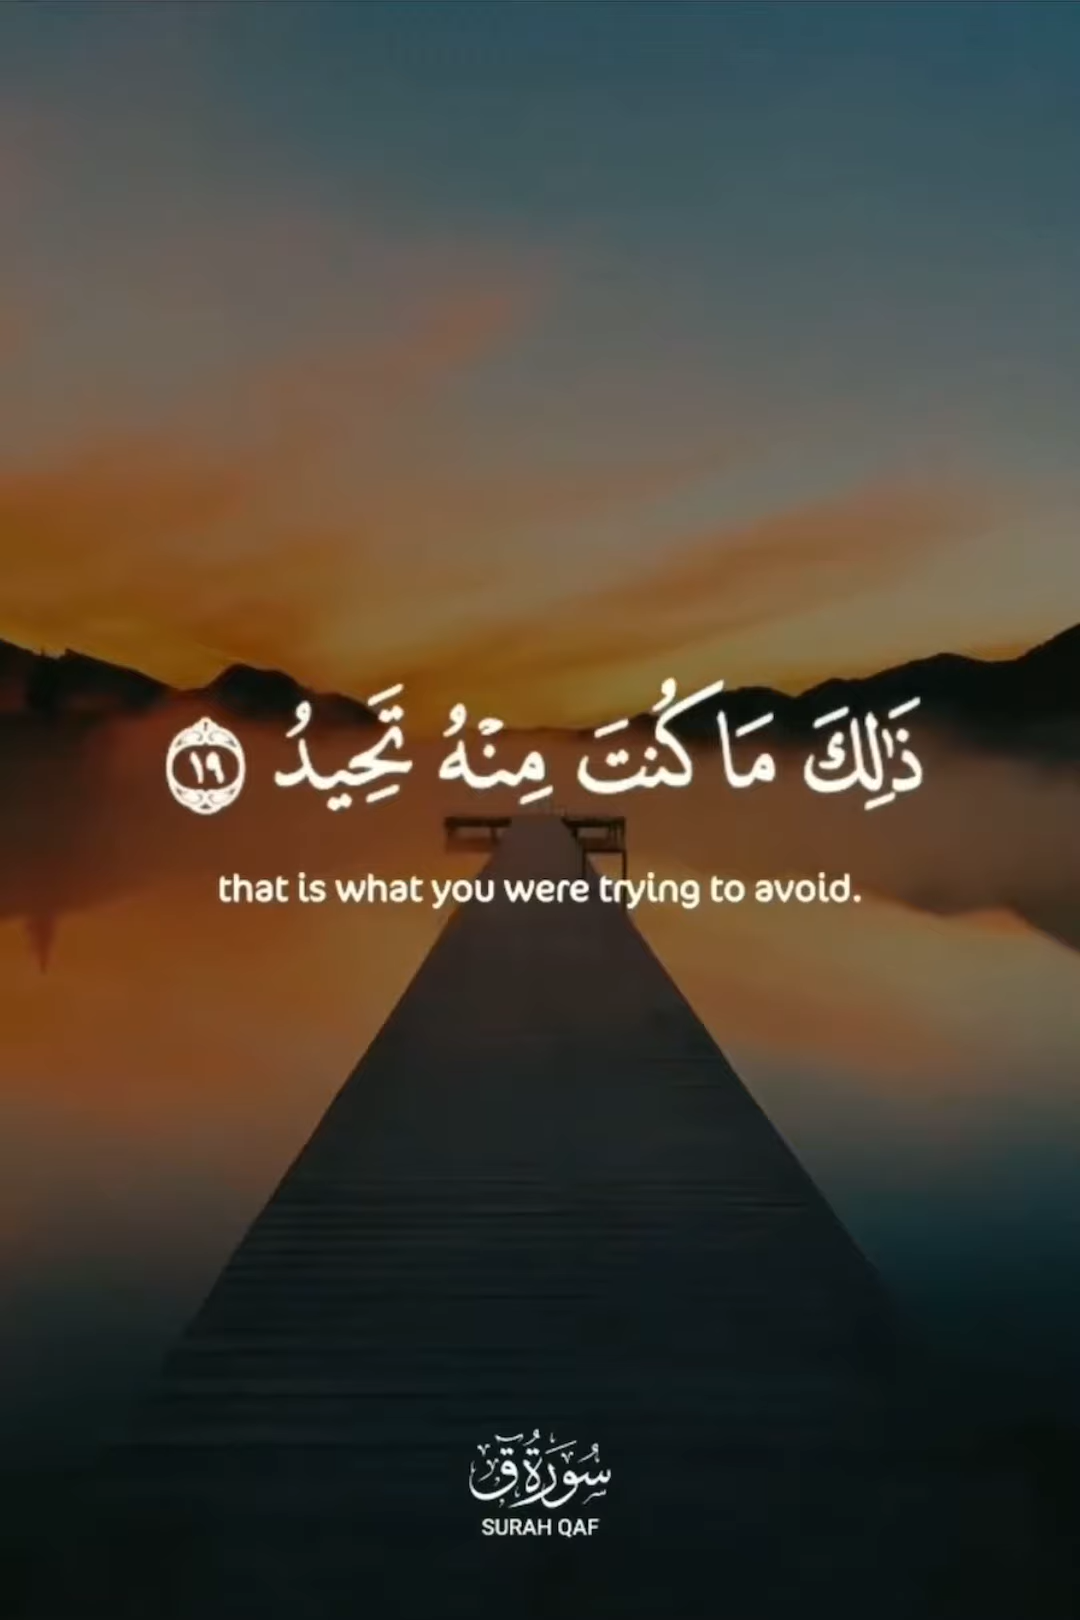 ذَٰلِكَ مَا كُنتَ مِنْهُ تَحِيدُ ١٩
that is what you were trying to avoid.
سُورَةُ قٓ
SURAH QAF